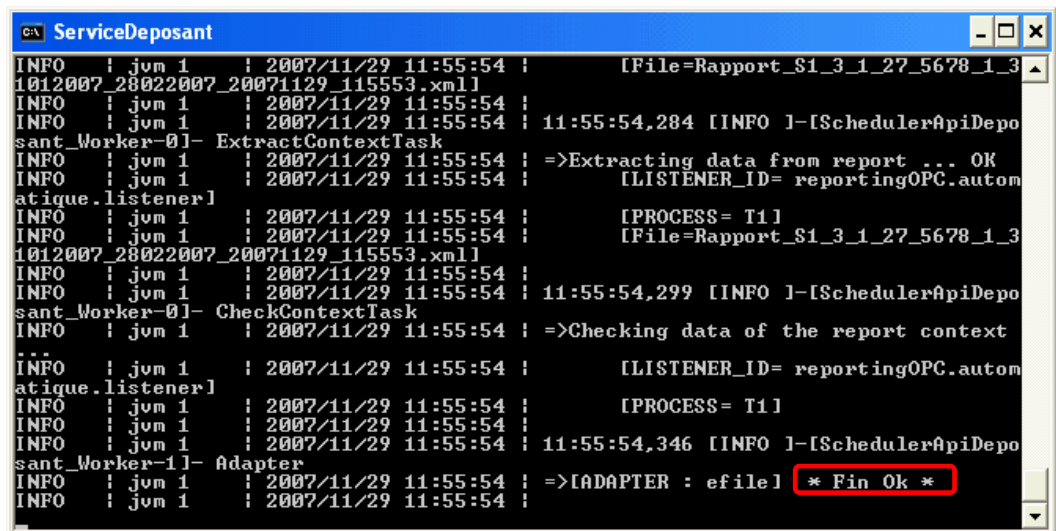 ServiceDeposant
INFO | jvm 1 | 2007/11/29 11:55:54 | [File=Rapport_S1_3_1_27_5678_1_3
1012007_28022007_20071129_115553.xml]
INFO | jvm 1 | 2007/11/29 11:55:54 |
INFO | jvm 1 | 2007/11/29 11:55:54 | 11:55:54,284 [INFO ]-[SchedulerApiDepo
sant_Worker-0]- ExtractContextTask
INFO | jvm 1 | 2007/11/29 11:55:54 | =>Extracting data from report ... OK
INFO | jvm 1 | 2007/11/29 11:55:54 | [LISTENER_ID= reportingOPC.autom
atique.listener]
INFO | jvm 1 | 2007/11/29 11:55:54 | [PROCESS= T1]
INFO | jvm 1 | 2007/11/29 11:55:54 | [File=Rapport_S1_3_1_27_5678_1_3
1012007_28022007_20071129_115553.xml]
INFO | jvm 1 | 2007/11/29 11:55:54 |
INFO | jvm 1 | 2007/11/29 11:55:54 | 11:55:54,299 [INFO ]-[SchedulerApiDepo
sant_Worker-0]- CheckContextTask
INFO | jvm 1 | 2007/11/29 11:55:54 | =>Checking data of the report context
...
INFO | jvm 1 | 2007/11/29 11:55:54 | [LISTENER_ID= reportingOPC.autom
atique.listener]
INFO | jvm 1 | 2007/11/29 11:55:54 | [PROCESS= T1]
INFO | jvm 1 | 2007/11/29 11:55:54 |
INFO | jvm 1 | 2007/11/29 11:55:54 | 11:55:54,346 [INFO ]-[SchedulerApiDepo
sant_Worker-1]- Adapter
INFO | jvm 1 | 2007/11/29 11:55:54 | =>[ADAPTER : efile] * Fin Ok *
INFO | jvm 1 | 2007/11/29 11:55:54 |